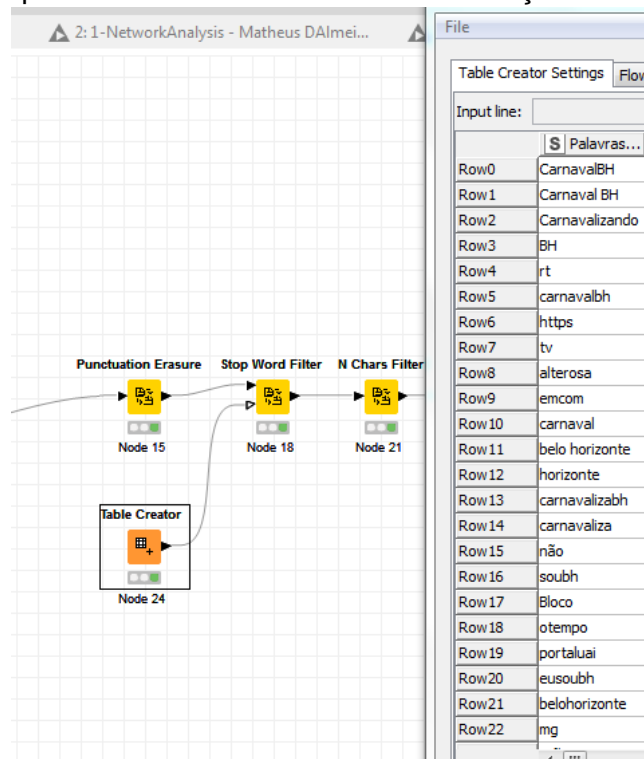 2: 1-NetworkAnalysis - Matheus DAlmei...
File
Table Creator Settings Flow
Input line:
S Palavras...
Row0 CarnavalBH
Row1 Carnaval BH
Row2 Carnavalizando
Row3 BH
Row4 rt
Row5 carnavalbh
Row6 https
Row7 tv
Row8 alterosa
Row9 emcom
Row10 carnaval
Row11 belo horizonte
Row12 horizonte
Row13 carnavalizabh
Row14 carnavaliza
Row15 não
Row16 soubh
Row17 Bloco
Row18 otempo
Row19 portaluai
Row20 eusoubh
Row21 belohorizonte
Row22 mg
Punctuation Erasure
Node 15
Stop Word Filter
Node 18
N Chars Filter
Node 21
Table Creator
Node 24